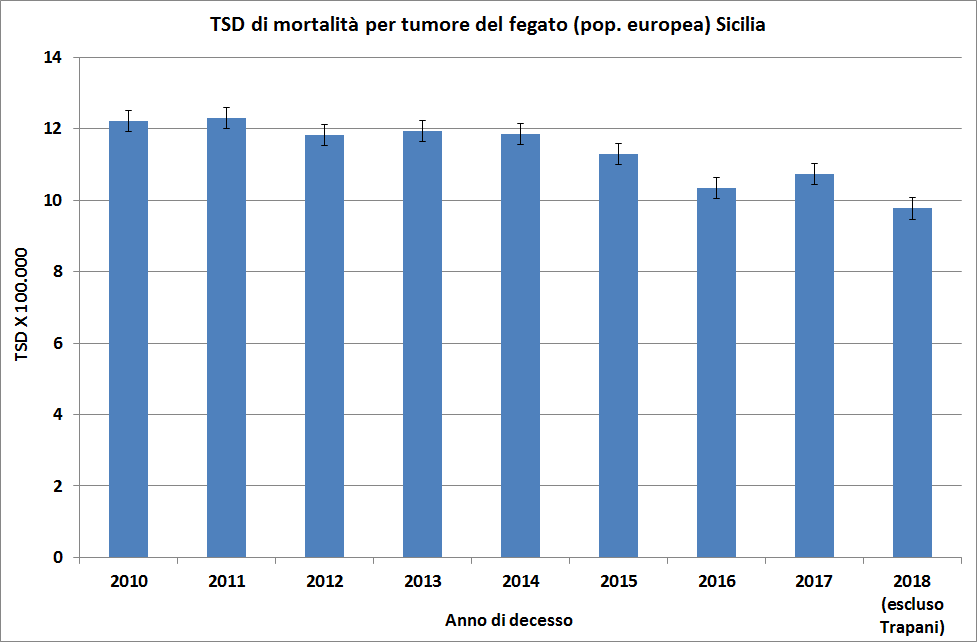 TSD di mortalità per tumore del fegato (pop. europea) Sicilia
TSD X 100.000
14
12
10
8
6
4
2
0
2010 2011 2012 2013 2014 2015 2016 2017 2018
(escluso
Trapani)
Anno di decesso